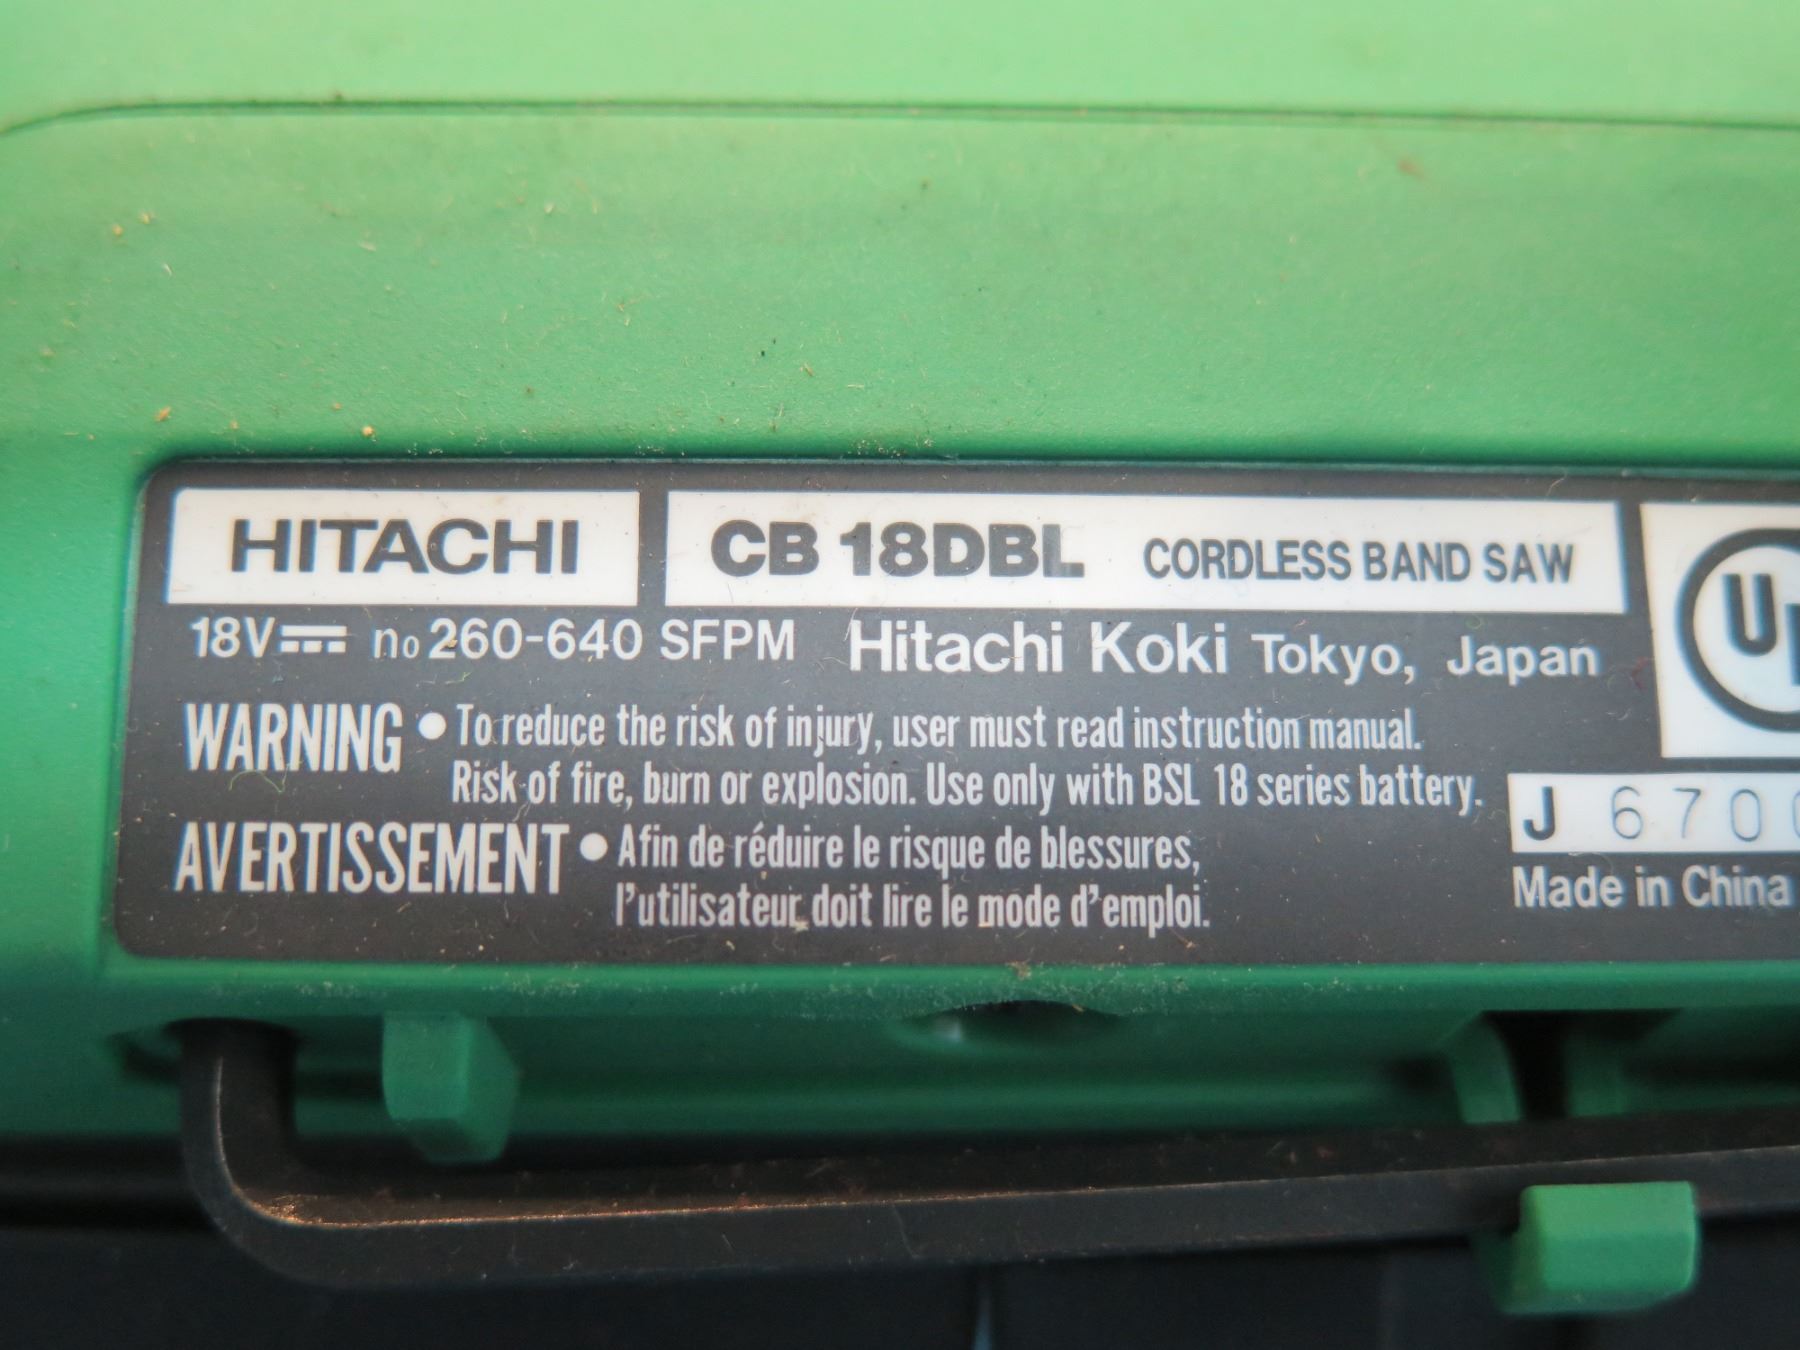 HITACHI CB 18DBL CORDLESS BAND SAW
18V no 260-640 SFPM Hitachi Koki Tokyo, Japan
WARNING • To reduce the risk of injury, user must read instruction manual.
Risk of fire, burn or explosion. Use only with BSL 18 series battery.
AVERTISSEMENT • Afin de réduire le risque de blessures,
l'utilisateur doit lire le mode d'emploi.
U
J 670
Made in China